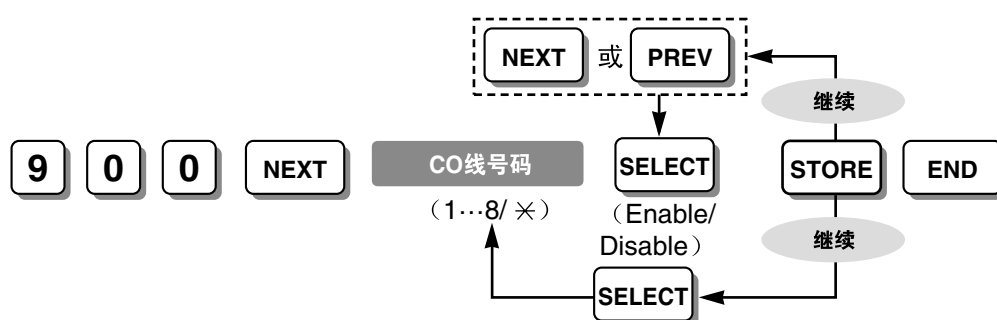 NEXT 或 PREV
继续
9 0 0 NEXT CO线号码 SELECT STORE END
(1…8/ ✳) (Enable/
Disable)
继续
SELECT